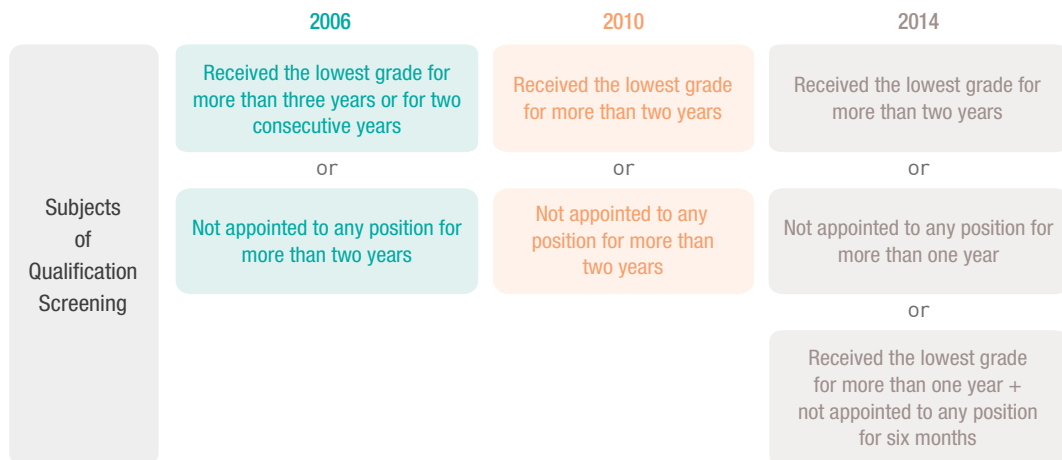 2006
2010
2014
Subjects
of
Qualification
Screening
Received the lowest grade for
more than three years or for two
consecutive years
or
Not appointed to any position for
more than two years
Received the lowest grade
for more than two years
or
Not appointed to any
position for more than
two years
Received the lowest grade for
more than two years
or
Not appointed to any position for
more than one year
or
Received the lowest grade
for more than one year +
not appointed to any position
for six months